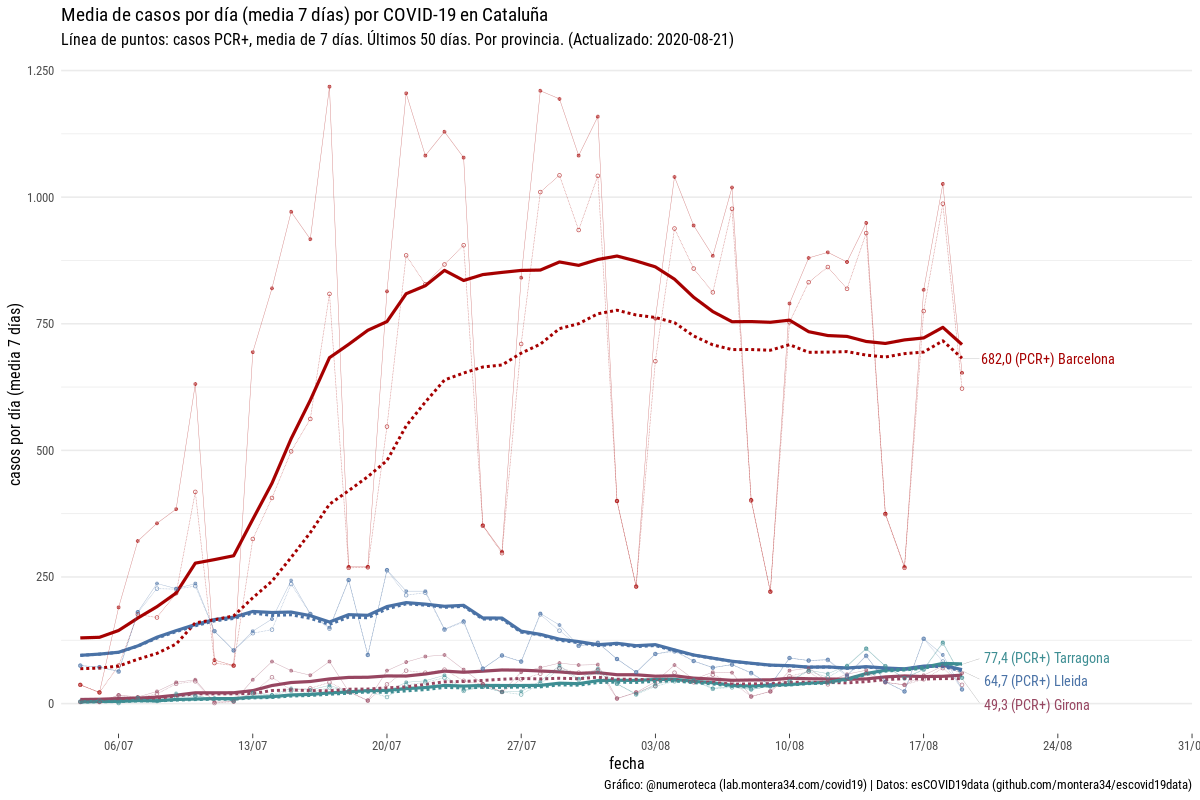 Media de casos por día (media 7 días) por COVID-19 en Cataluña
Línea de puntos: casos PCR+, media de 7 días. Últimos 50 días. Por provincia. (Actualizado: 2020-08-21)
casos por día (media 7 días)
1.250
1.000
750
500
250
0
682,0 (PCR+) Barcelona
77,4 (PCR+) Tarragona
64,7 (PCR+) Lleida
49,3 (PCR+) Girona
06/07
13/07
20/07
27/07
03/08
10/08
17/08
24/08
31/0
fecha
Gráfico: @numeroteca (lab.montera34.com/covid19) | Datos: esCOVID19data (github.com/montera34/escovid19data)